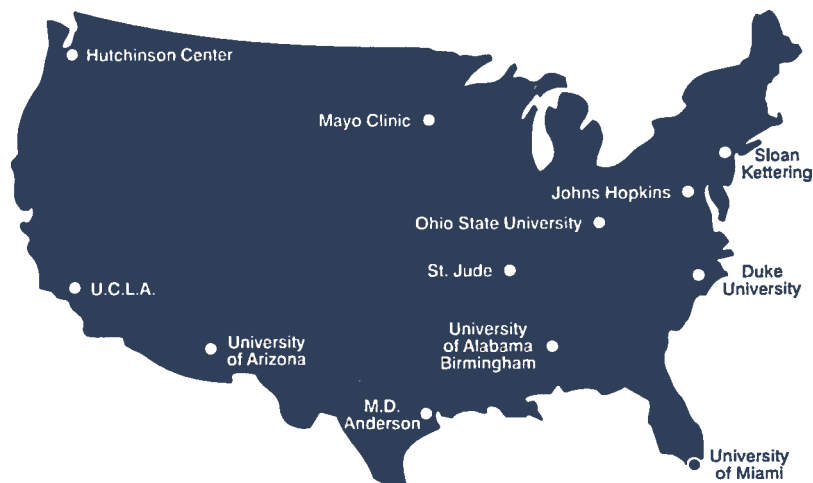 Hutchinson Center
Mayo Clinic
Sloan
Kettering
Johns Hopkins
Ohio State University
St. Jude
Duke
University
U.C.L.A.
University
of Arizona
University
of Alabama
Birmingham
M.D.
Anderson
University
of Miami